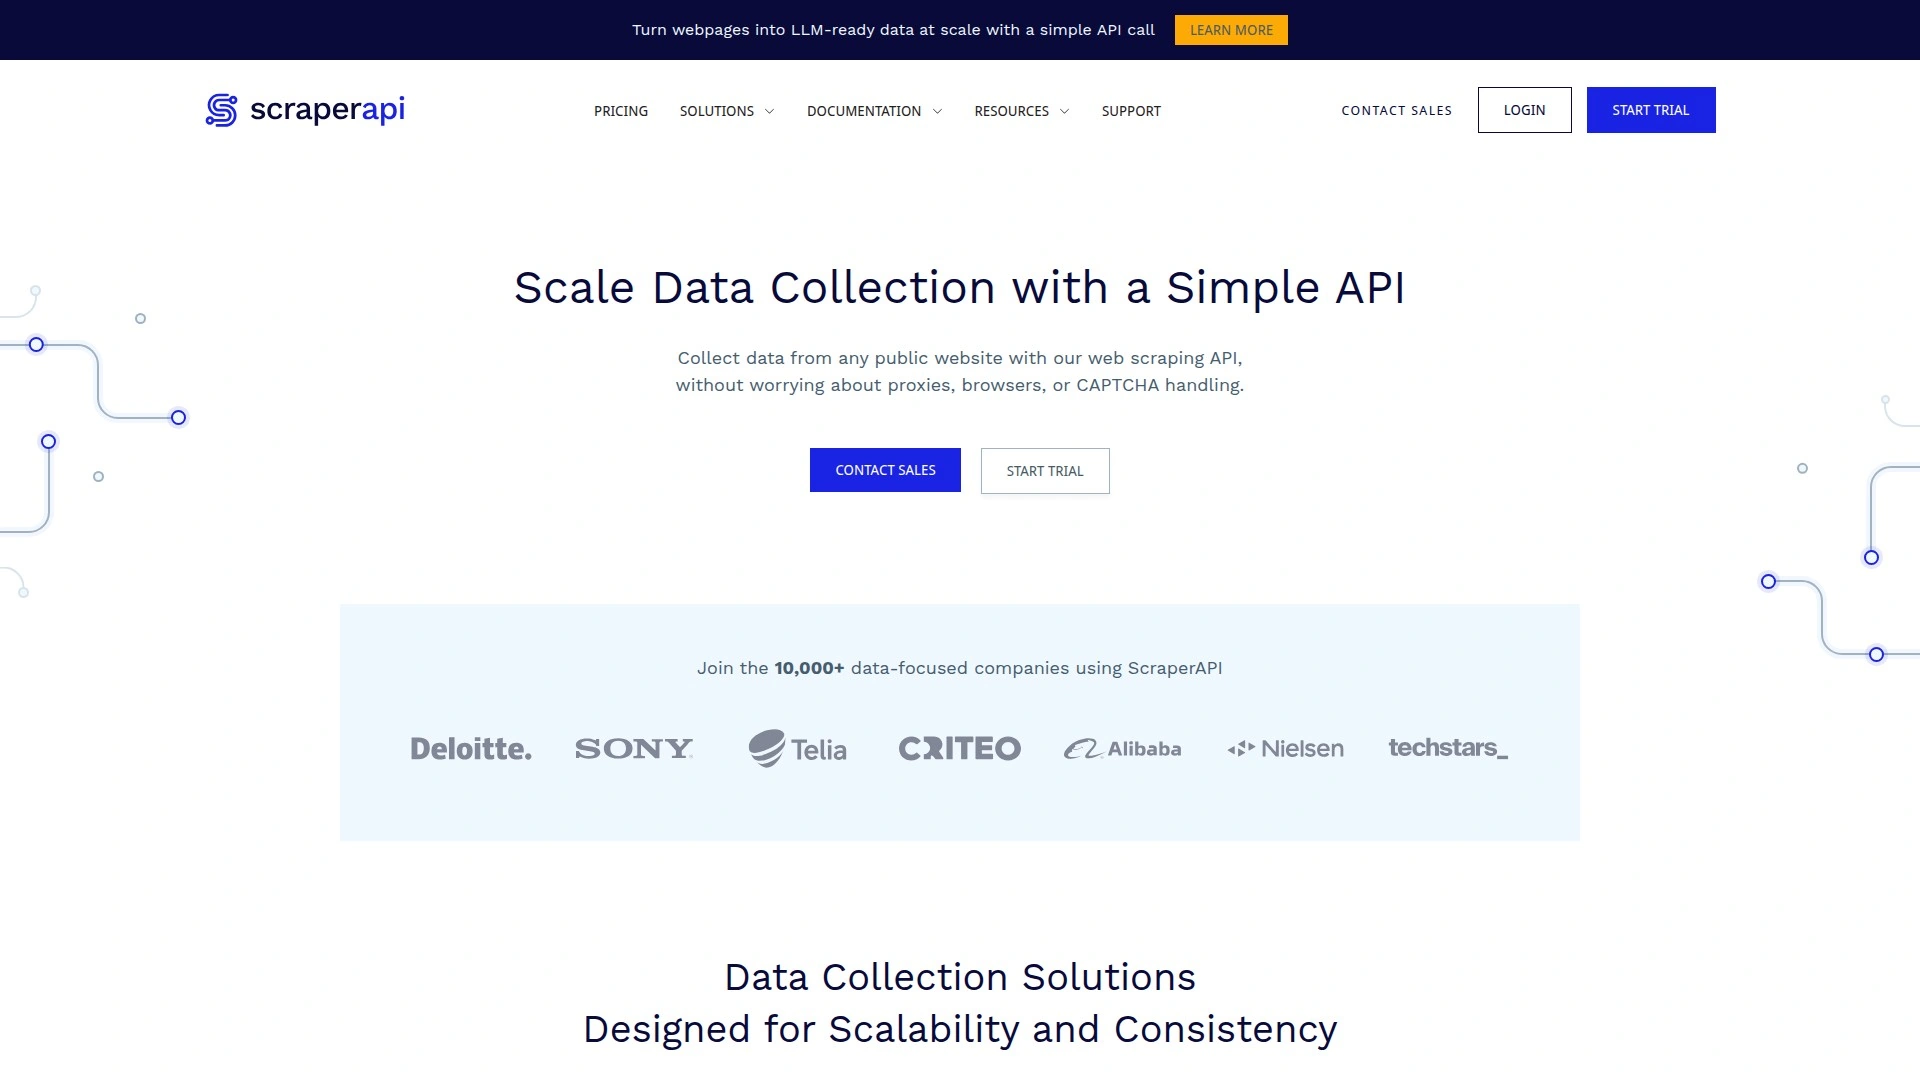 Turn webpages into LLM-ready data at scale with a simple API call
LEARN MORE
scraperapi
PRICING
SOLUTIONS
DOCUMENTATION
RESOURCES
SUPPORT
CONTACT SALES
LOGIN
START TRIAL
Scale Data Collection with a Simple API
Collect data from any public website with our web scraping API,
without worrying about proxies, browsers, or CAPTCHA handling.
CONTACT SALES
START TRIAL
Join the 10,000+ data-focused companies using ScraperAPI
Deloitte.
SONY
Telia
CRITEO
Alibaba
Nielsen
techstars_
Data Collection Solutions
Designed for Scalability and Consistency